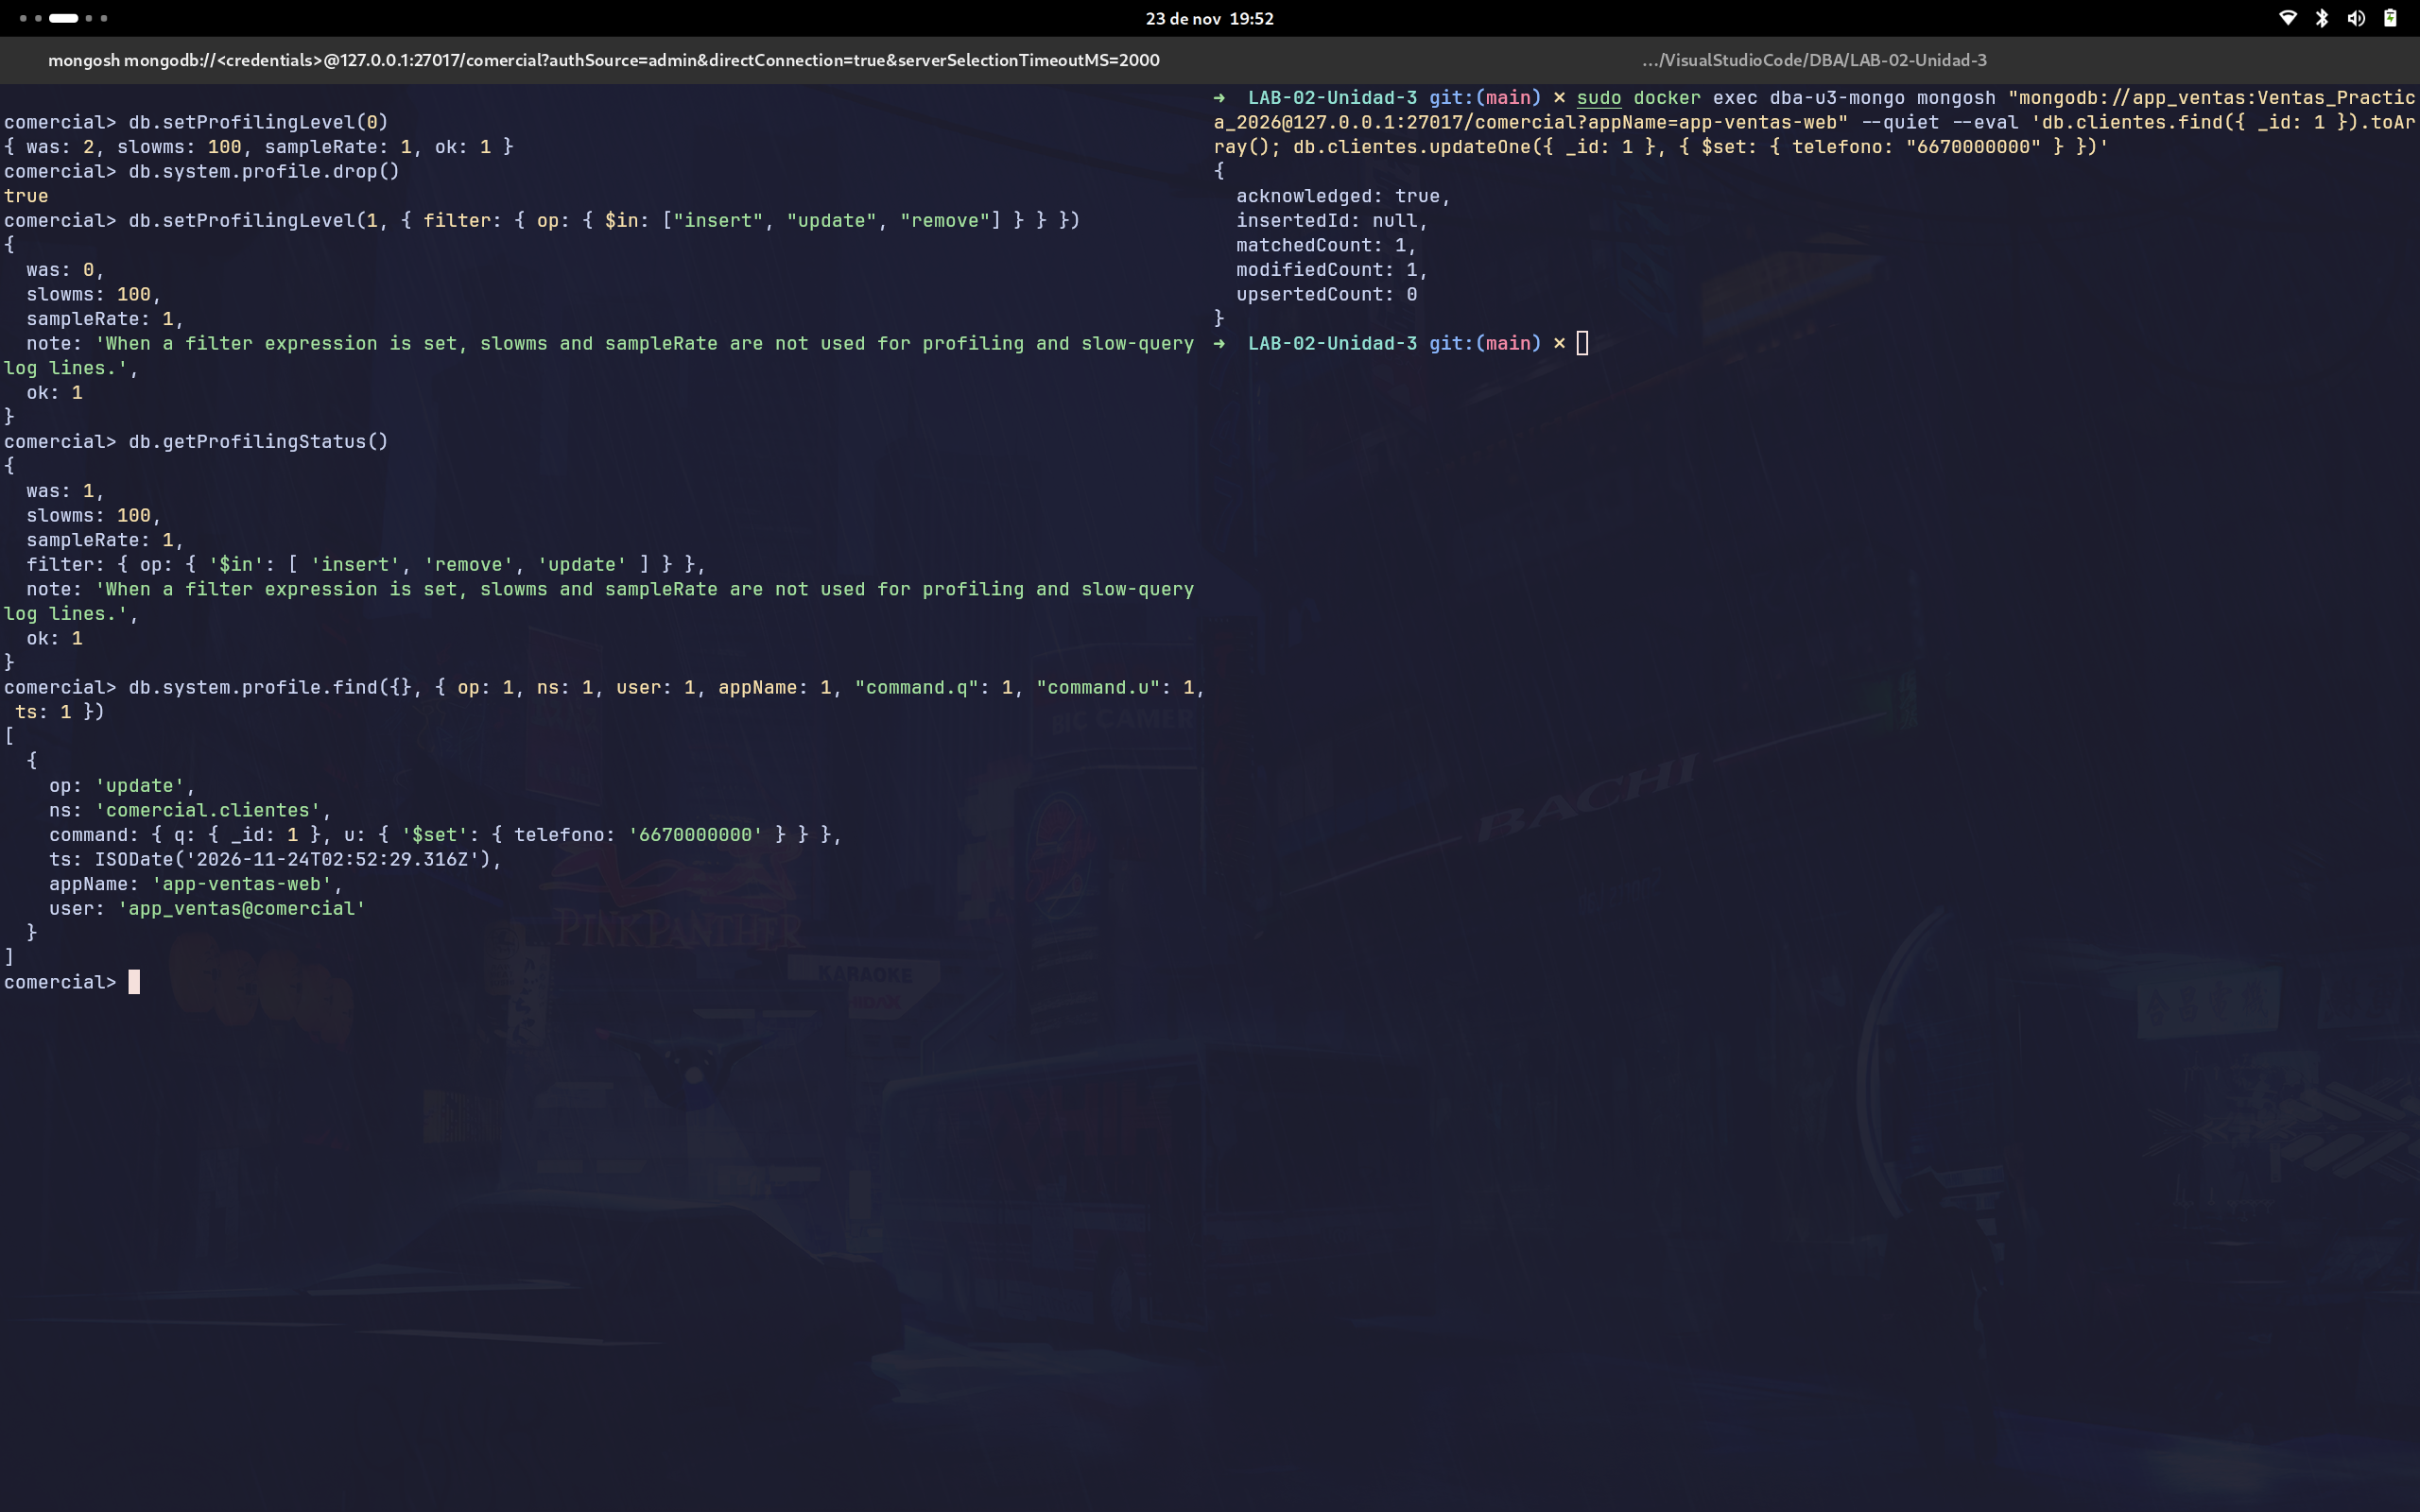 23 de nov 19:52
mongosh mongodb://<credentials>@127.0.0.1:27017/comercial?authSource=admin&directConnection=true&serverSelectionTimeoutMS=2000
…/VisualStudioCode/DBA/LAB-02-Unidad-3
comercial> db.setProfilingLevel(0)
{ was: 2, slowms: 100, sampleRate: 1, ok: 1 }
comercial> db.system.profile.drop()
true
comercial> db.setProfilingLevel(1, { filter: { op: { $in: ["insert", "update", "remove"] } } })
{
  was: 0,
  slowms: 100,
  sampleRate: 1,
  note: 'When a filter expression is set, slowms and sampleRate are not used for profiling and slow-query
log lines.',
  ok: 1
}
comercial> db.getProfilingStatus()
{
  was: 1,
  slowms: 100,
  sampleRate: 1,
  filter: { op: { '$in': [ 'insert', 'remove', 'update' ] } },
  note: 'When a filter expression is set, slowms and sampleRate are not used for profiling and slow-query
log lines.',
  ok: 1
}
comercial> db.system.profile.find({}, { op: 1, ns: 1, user: 1, appName: 1, "command.q": 1, "command.u": 1,
 ts: 1 })
[
  {
    op: 'update',
    ns: 'comercial.clientes',
    command: { q: { _id: 1 }, u: { '$set': { telefono: '6670000000' } } },
    ts: ISODate('2026-11-24T02:52:29.316Z'),
    appName: 'app-ventas-web',
    user: 'app_ventas@comercial'
  }
]
comercial>
➜  LAB-02-Unidad-3 git:(main) ✗ sudo docker exec dba-u3-mongo mongosh "mongodb://app_ventas:Ventas_Practic
a_2026@127.0.0.1:27017/comercial?appName=app-ventas-web" --quiet --eval 'db.clientes.find({ _id: 1 }).toAr
ray(); db.clientes.updateOne({ _id: 1 }, { $set: { telefono: "6670000000" } })'
{
  acknowledged: true,
  insertedId: null,
  matchedCount: 1,
  modifiedCount: 1,
  upsertedCount: 0
}
➜  LAB-02-Unidad-3 git:(main) ✗
BIC CAMER
BACHI
PINKPANTHER
KARAOKE